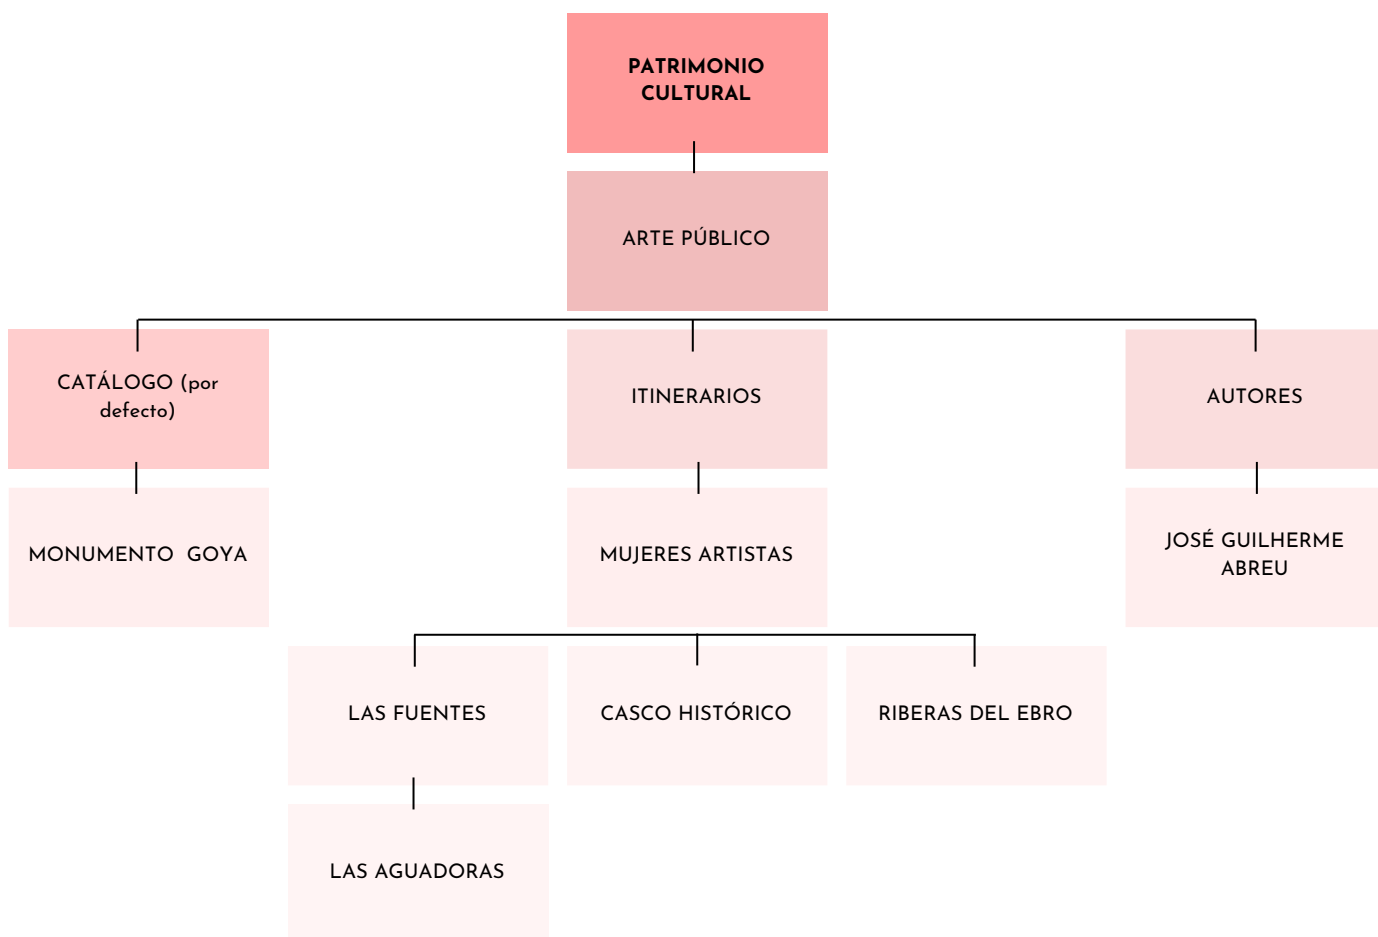 PATRIMONIO
CULTURAL
ARTE PÚBLICO
CATÁLOGO (por
defecto)
ITINERARIOS
AUTORES
MONUMENTO  GOYA
MUJERES ARTISTAS
JOSÉ GUILHERME
ABREU
LAS FUENTES
CASCO HISTÓRICO
RIBERAS DEL EBRO
LAS AGUADORAS